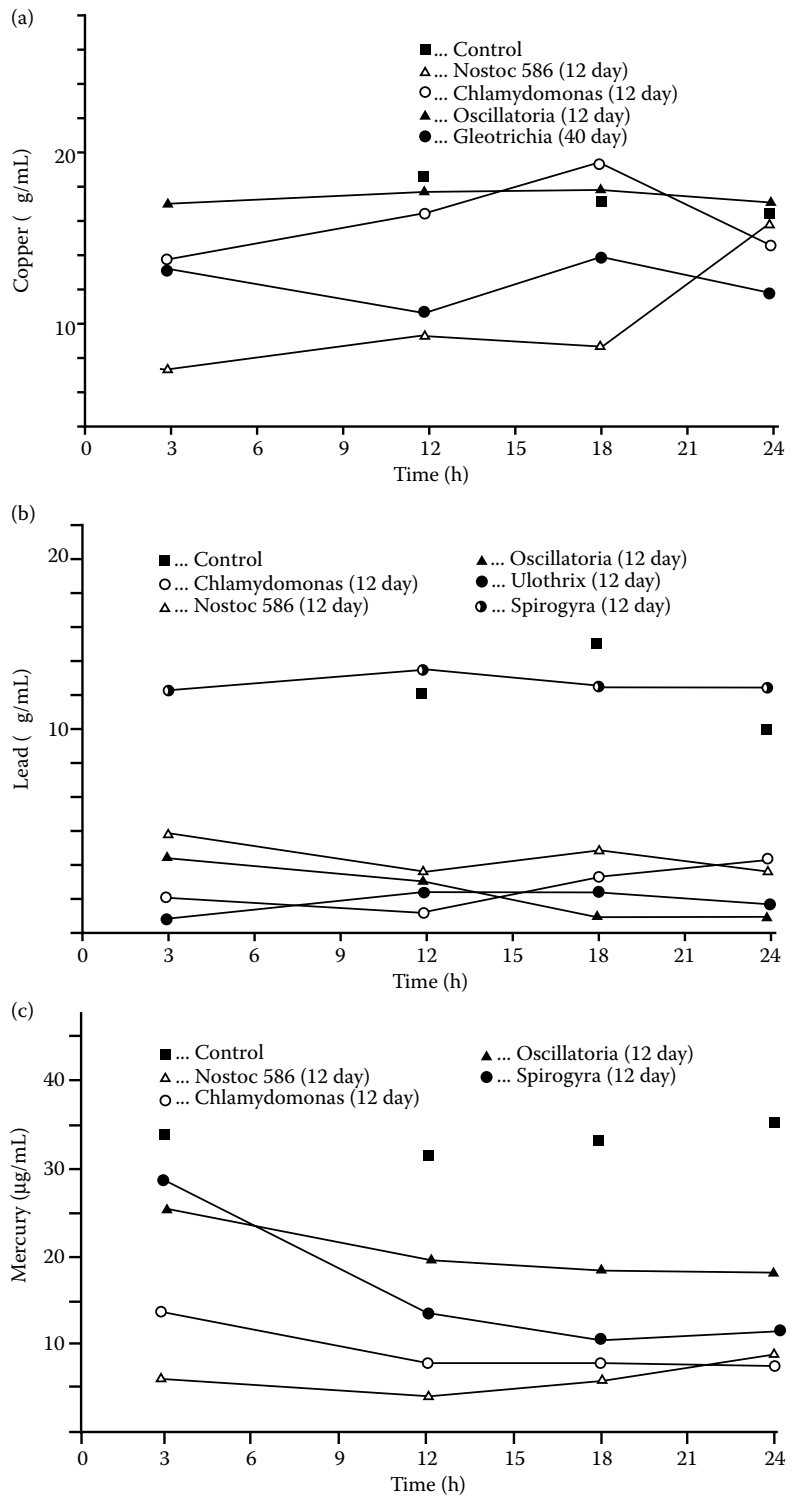 (a)
... Control
... Nostoc 586 (12 day)
... Chlamydomonas (12 day)
... Oscillatoria (12 day)
... Gleotrichia (40 day)
Copper ( g/mL)
20
10
0 3 6 9 12 15 18 21 24
Time (h)
(b)
... Control
... Chlamydomonas (12 day)
... Nostoc 586 (12 day)
... Oscillatoria (12 day)
... Ulothrix (12 day)
... Spirogyra (12 day)
Lead ( g/mL)
20
10
0 3 6 9 12 15 18 21 24
Time (h)
(c)
... Control
... Nostoc 586 (12 day)
... Chlamydomonas (12 day)
... Oscillatoria (12 day)
... Spirogyra (12 day)
Mercury (μg/mL)
40
30
20
10
0 3 6 9 12 15 18 21 24
Time (h)